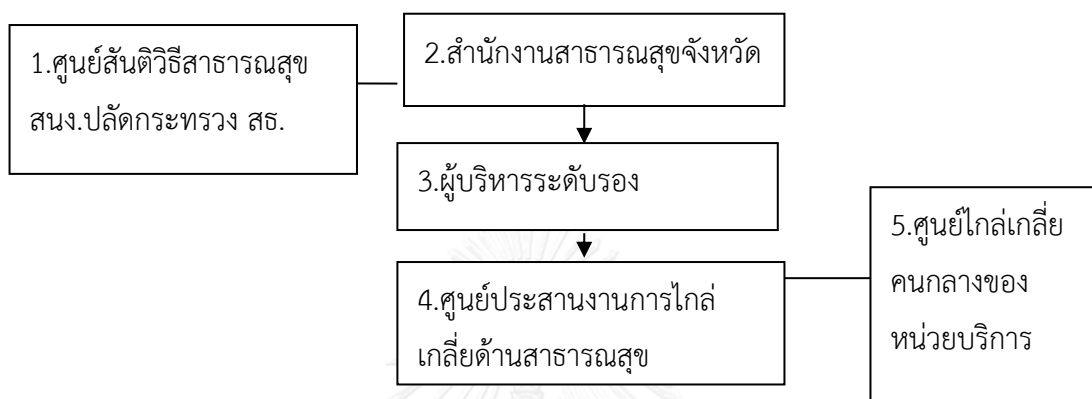 1.ศูนย์สันติวิธีสาธารณสุข
สนง.ปลัดกระทรวง สธ.
2.สำนักงานสาธารณสุขจังหวัด
3.ผู้บริหารระดับรอง
4.ศูนย์ประสานงานการไกล่
เกลี่ยด้านสาธารณสุข
5.ศูนย์ไกล่เกลี่ย
คนกลางของ
หน่วยบริการ